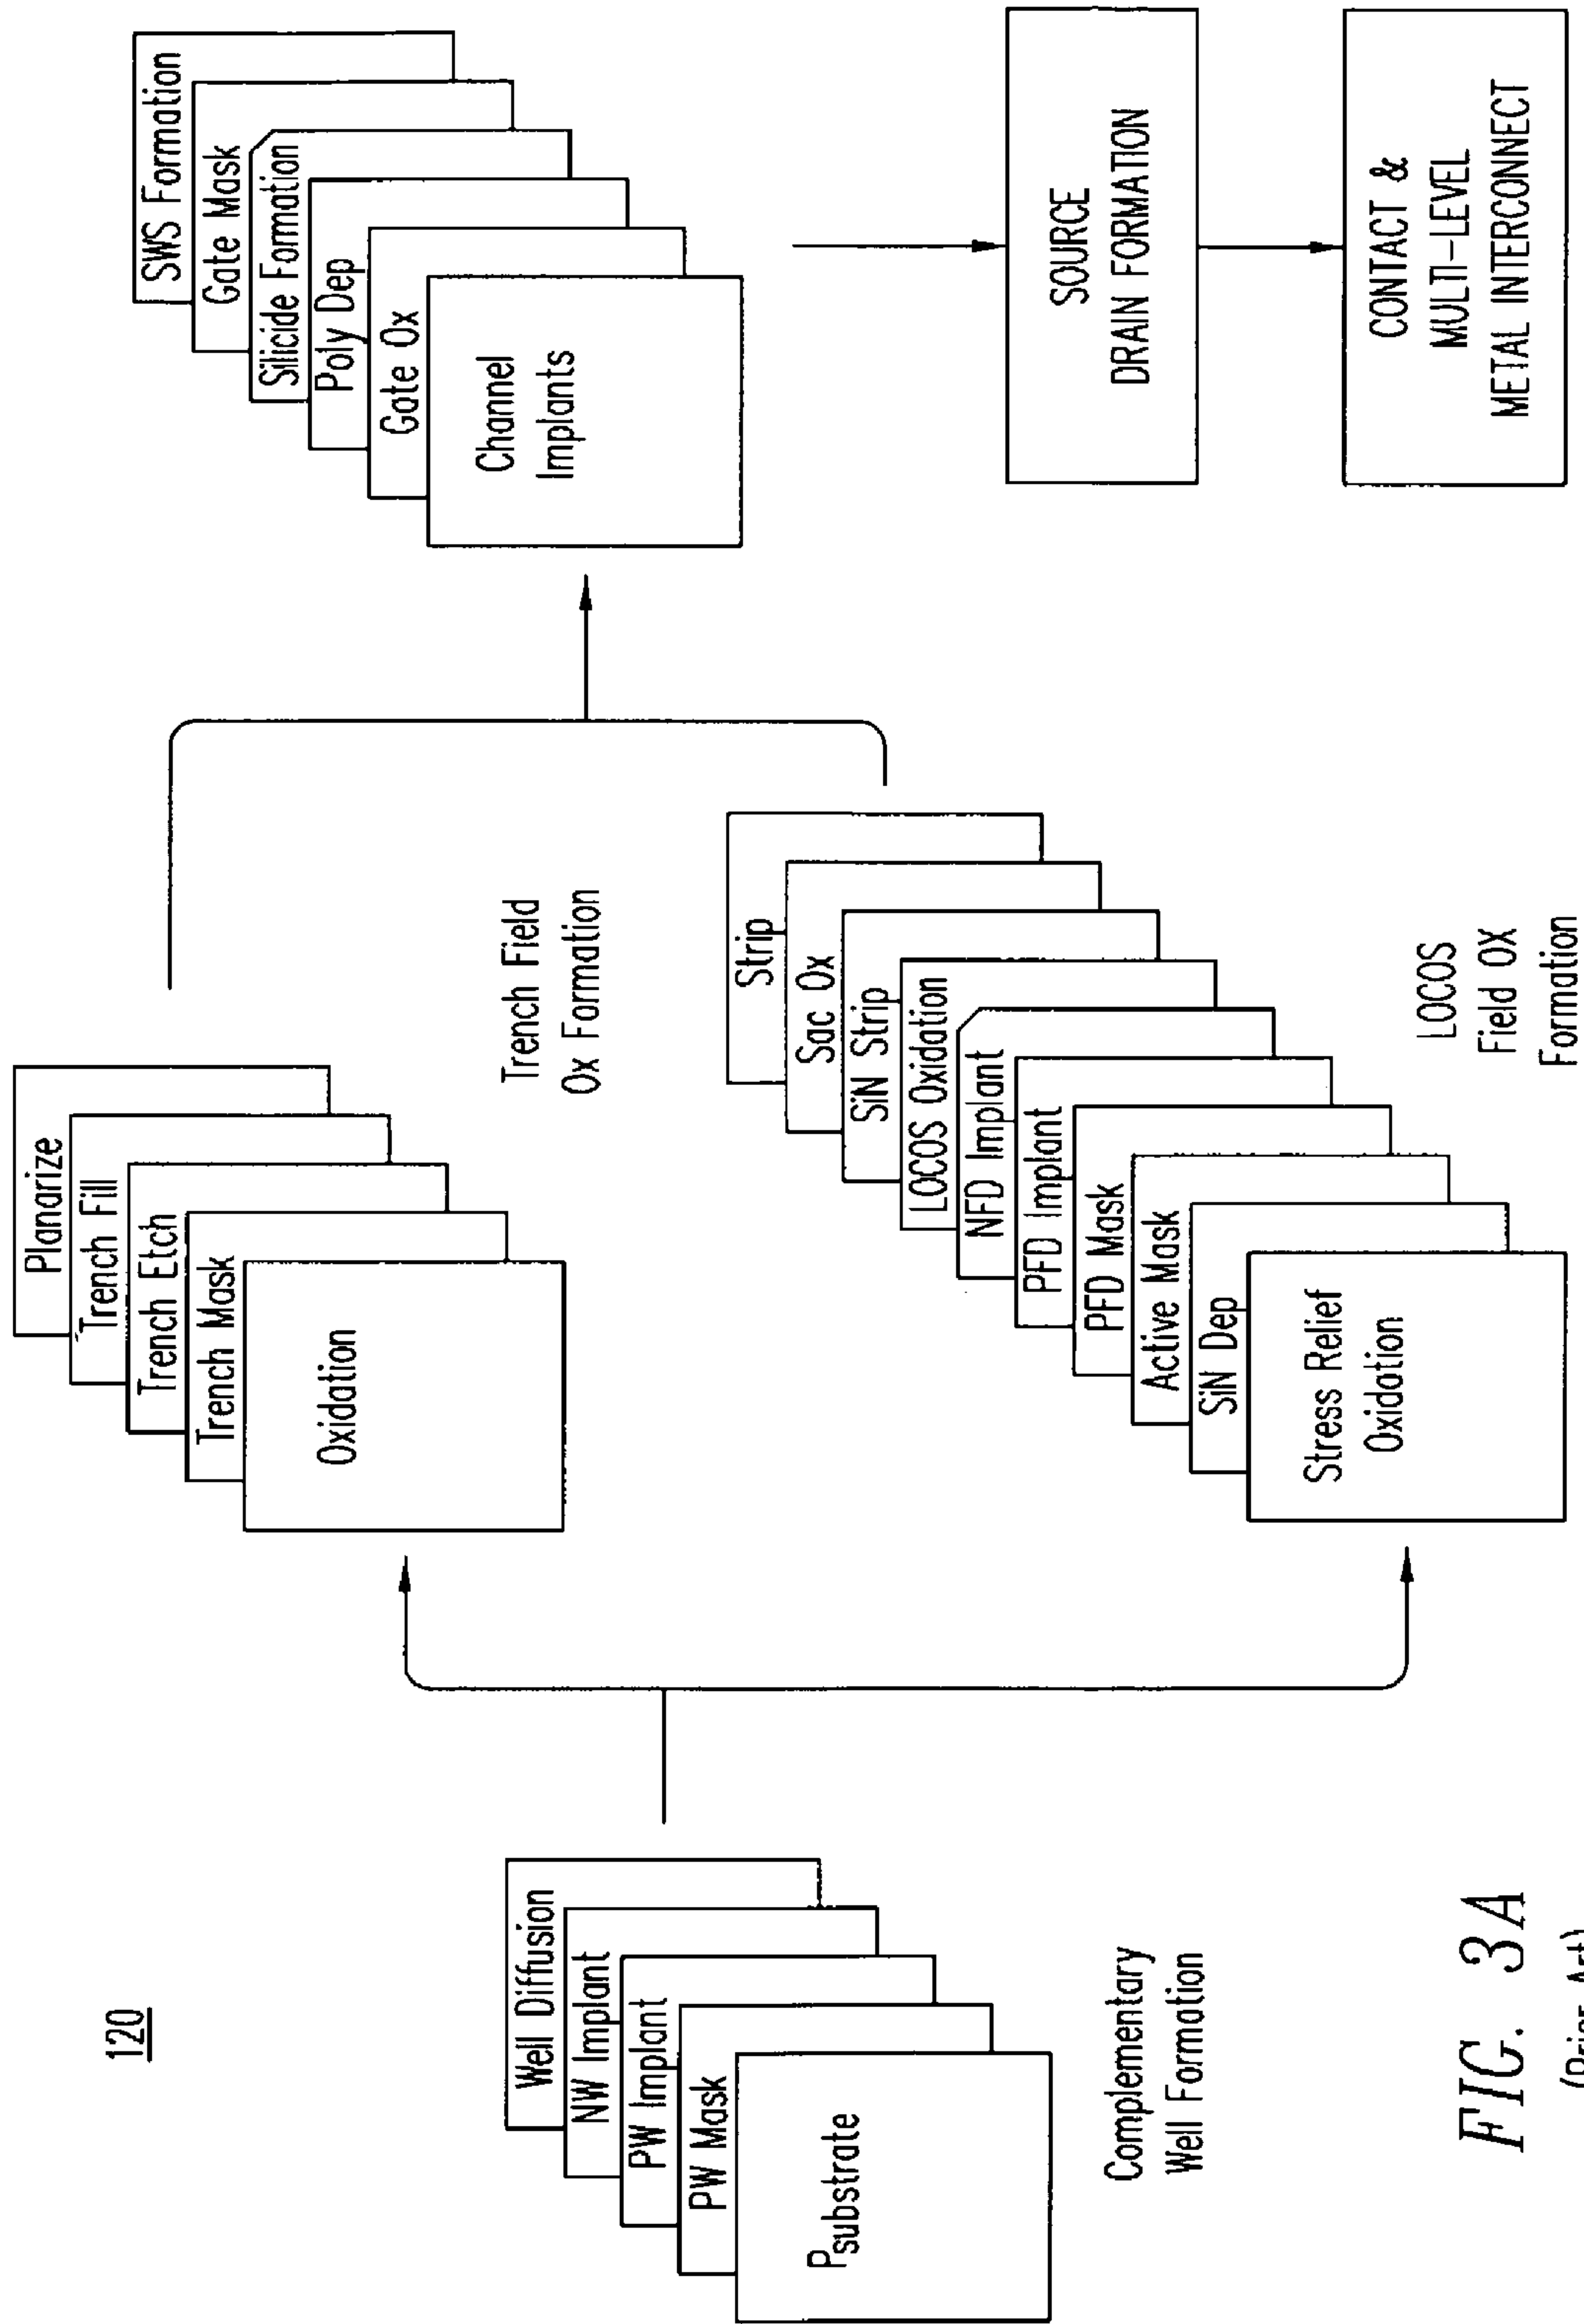 120
Well Diffusion
NW Implant
PW Implant
PW Mask
Psubstrate
Complementary
Well Formation
Planarize
Trench Fill
Trench Etch
Trench Mask
Oxidation
Trench Field
Ox Formation
Strip
Sac Ox
SiN Strip
LOCOS Oxidation
NFD Implant
PFD Implant
PFD Mask
Active Mask
SiN Dep
Stress Relief
Oxidation
LOCOS
Field OX
Formation
SWS Formation
Gate Mask
Silicide Formation
Poly Dep
Gate Ox
Channel
Implants
SOURCE
DRAIN FORMATION
CONTACT &
MULTI-LEVEL
METAL INTERCONNECT
FIG. 3A
(Prior Art)